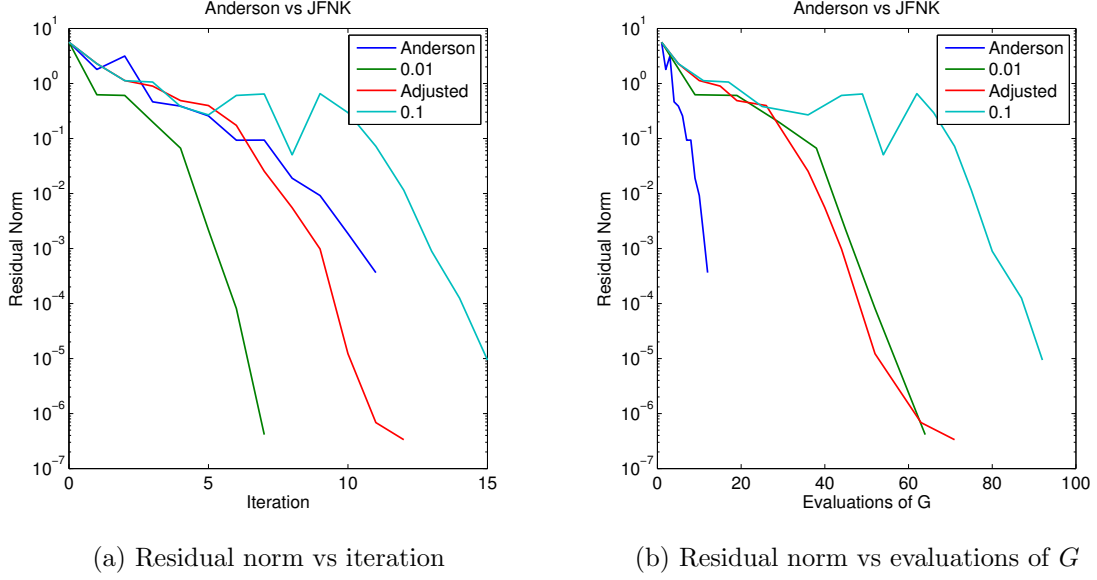 Anderson vs JFNK
10^1
10^0
10^-1
10^-2
10^-3
10^-4
10^-5
10^-6
10^-7
Residual Norm
0 5 10 15
Iteration
Anderson
0.01
Adjusted
0.1
(a) Residual norm vs iteration
Anderson vs JFNK
10^1
10^0
10^-1
10^-2
10^-3
10^-4
10^-5
10^-6
10^-7
Residual Norm
0 20 40 60 80 100
Evaluations of G
Anderson
0.01
Adjusted
0.1
(b) Residual norm vs evaluations of G